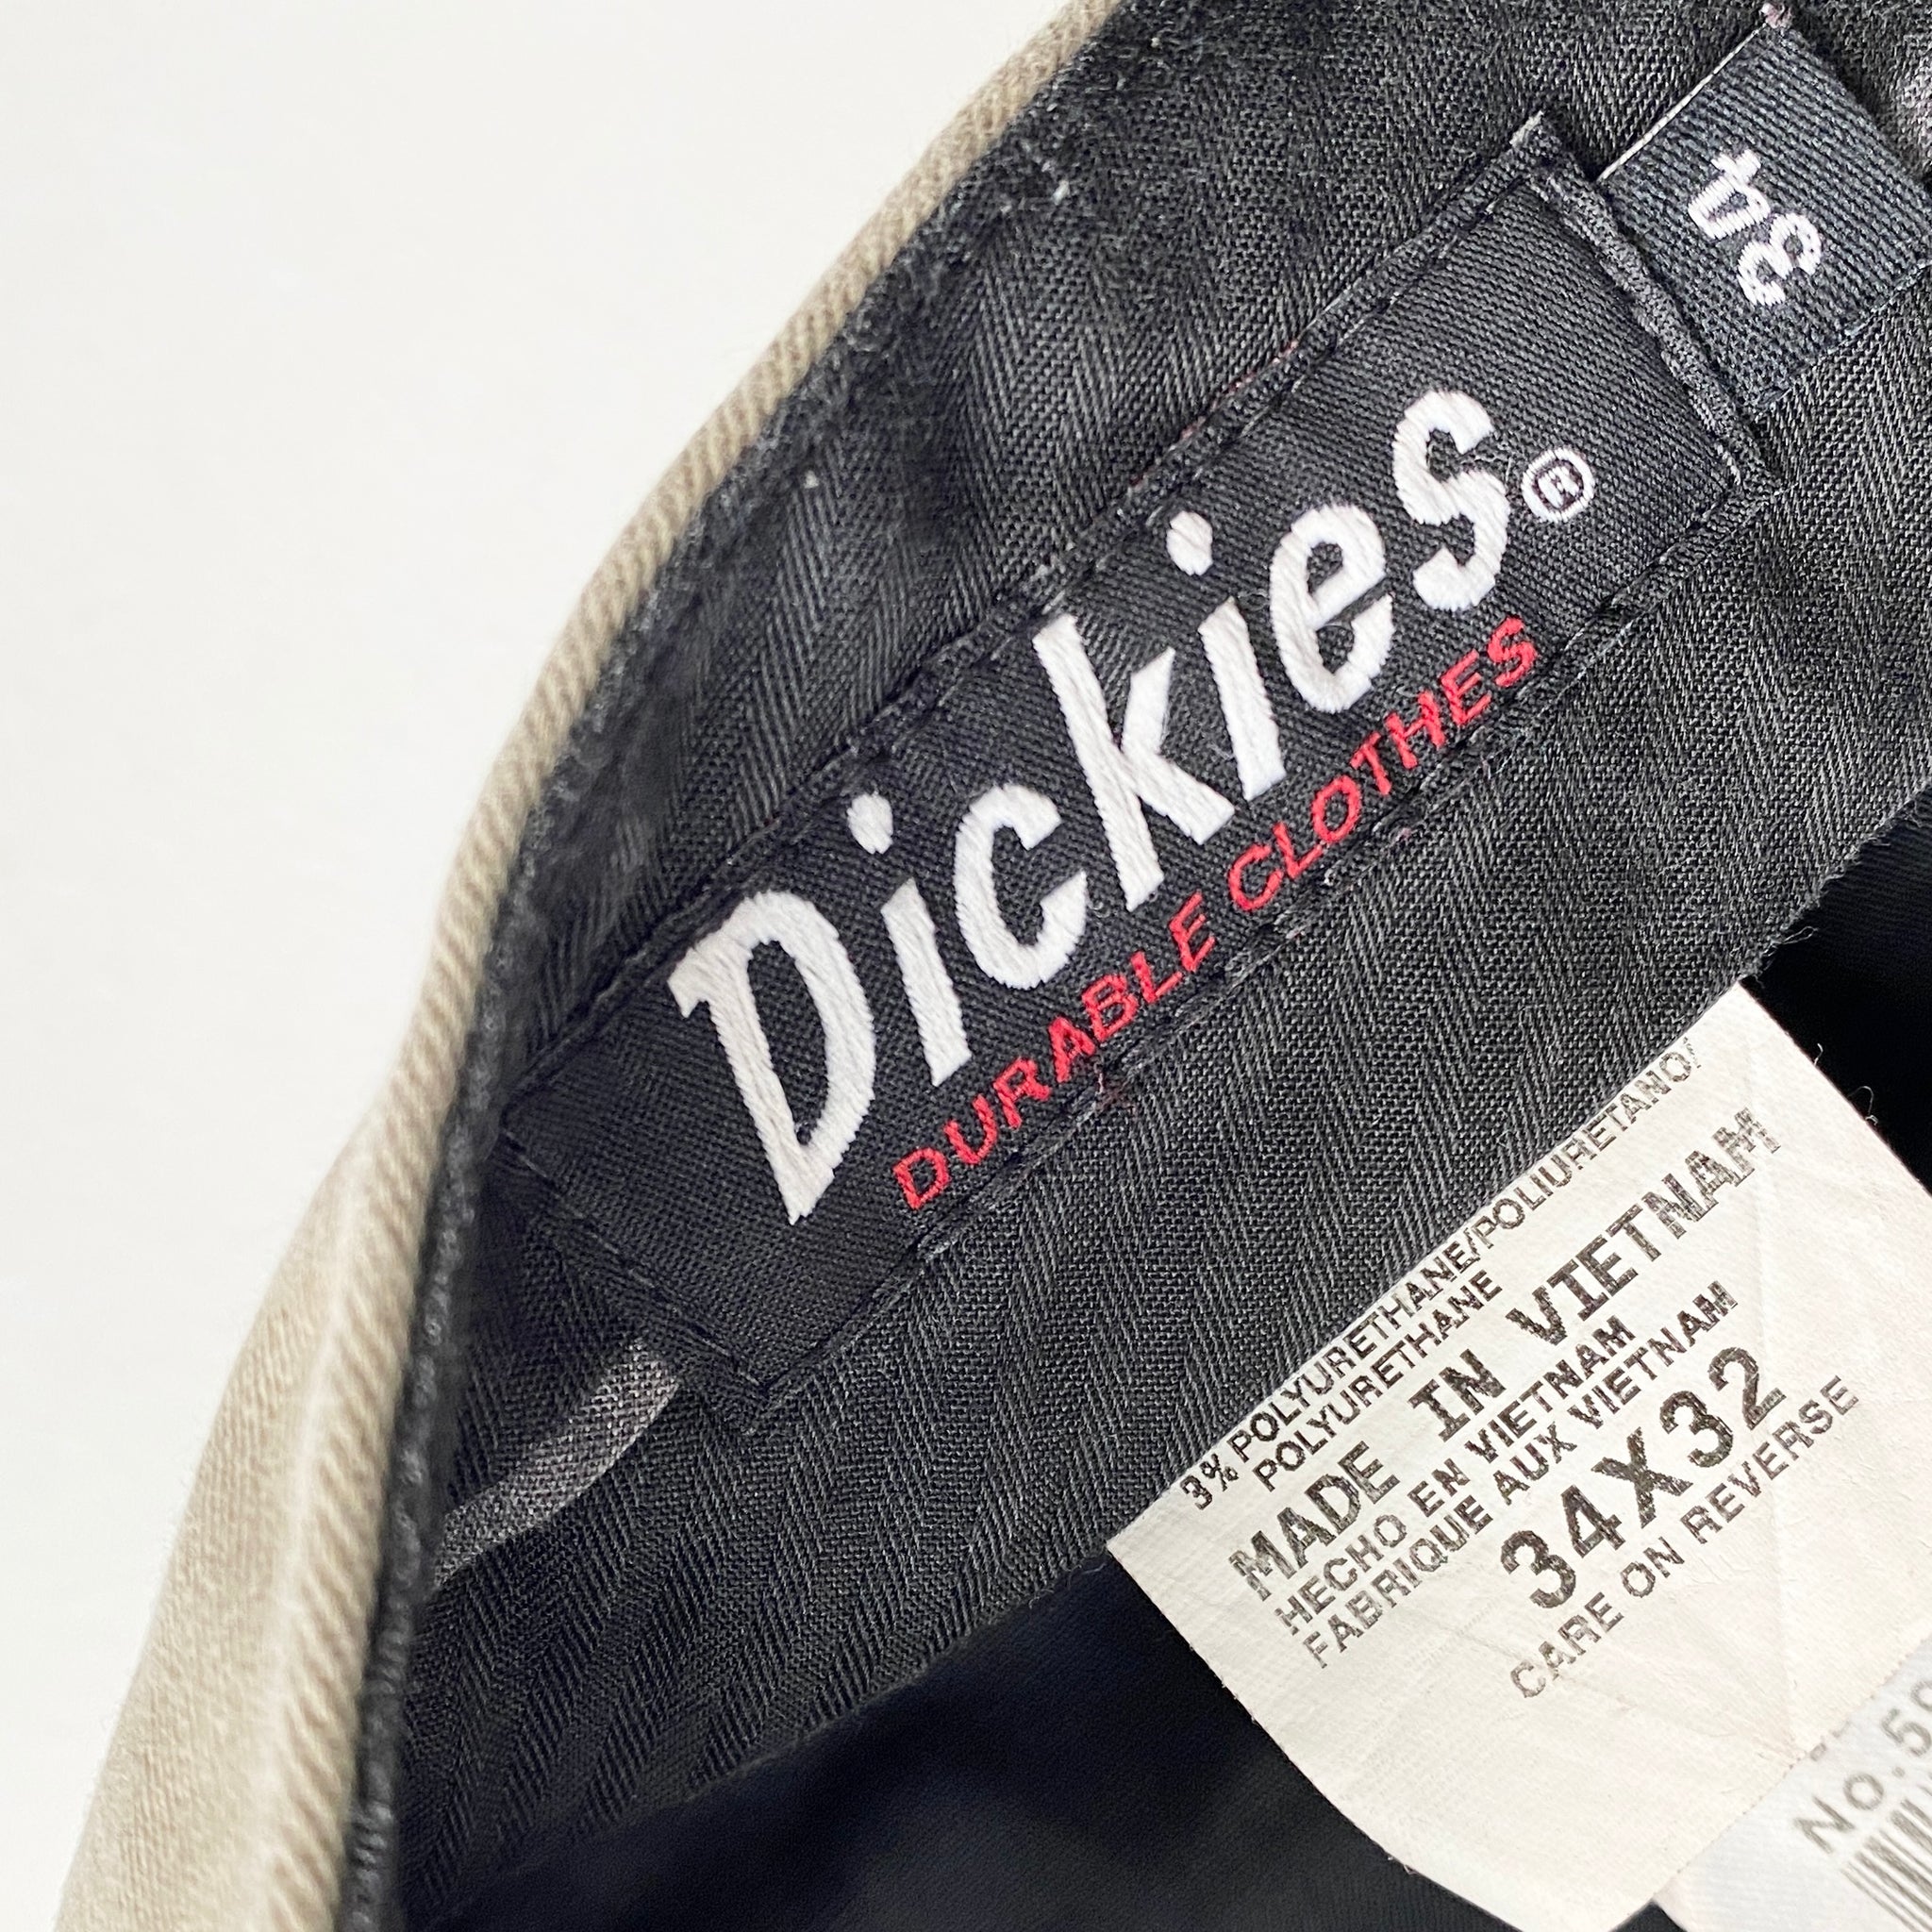 34
Dickies®
DURABLE CLOTHES
3% POLYURETHANE/POLIURETANO/
POLYURETHANE
MADE IN VIETNAM
HECHO EN VIETNAM
FABRIQUE AUX VIETNAM
34X32
CARE ON REVERSE
No.